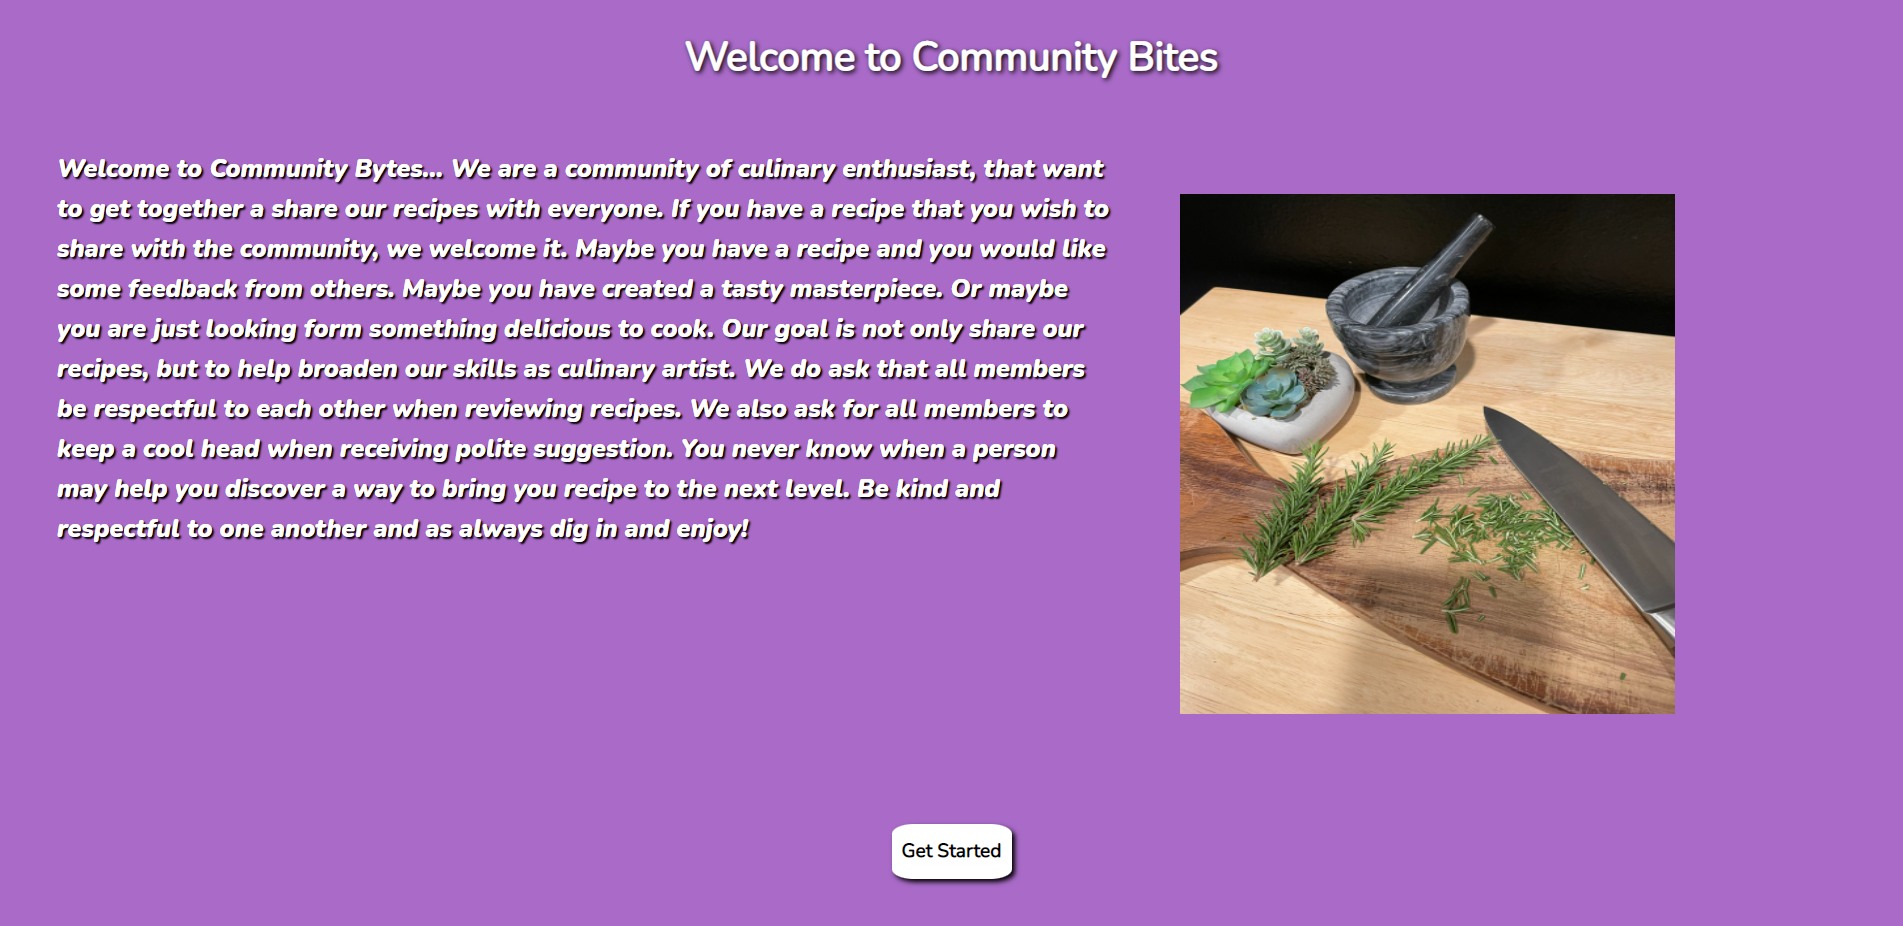 Welcome to Community Bites
Welcome to Community Bytes... We are a community of culinary enthusiast, that want
to get together a share our recipes with everyone. If you have a recipe that you wish to
share with the community, we welcome it. Maybe you have a recipe and you would like
some feedback from others. Maybe you have created a tasty masterpiece. Or maybe
you are just looking form something delicious to cook. Our goal is not only share our
recipes, but to help broaden our skills as culinary artist. We do ask that all members
be respectful to each other when reviewing recipes. We also ask for all members to
keep a cool head when receiving polite suggestion. You never know when a person
may help you discover a way to bring you recipe to the next level. Be kind and
respectful to one another and as always dig in and enjoy!
Get Started